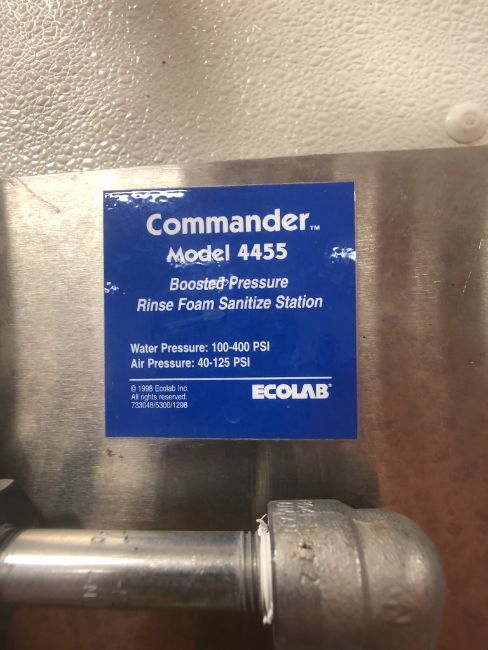 Commander™
Model 4455
Boosted Pressure
Rinse Foam Sanitize Station
Water Pressure: 100-400 PSI
Air Pressure: 40-125 PSI
© 1998 Ecolab Inc.
All rights reserved.
733046/5300/1298
ECOLAB®